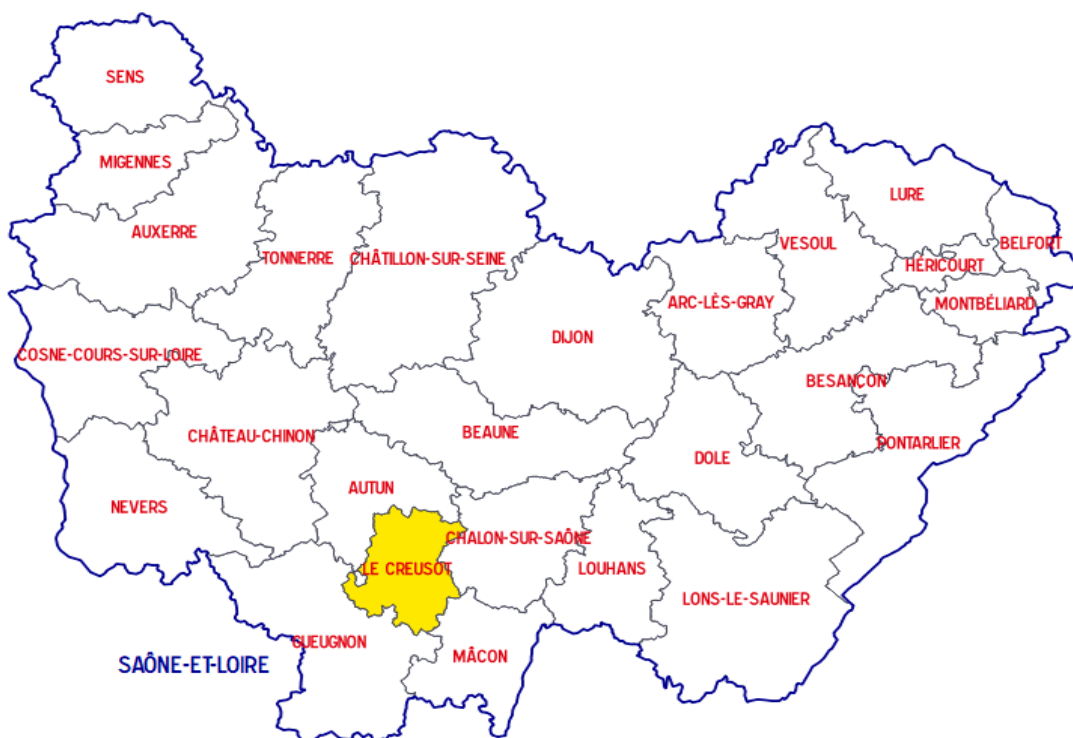 SENS
MIGENNES
LURE
AUXERRE
VESOUL
BELFORT
TONNERRE
CHÂTILLON-SUR-SEINE
HÉRICOURT
ARC-LÈS-GRAY
MONTBÉLIARD
DIJON
COSNE-COURS-SUR-LOIRE
BESANÇON
CHÂTEAU-CHINON
BEAUNE
PONTARLIER
DOLE
AUTUN
NEVERS
CHALON-SUR-SAÔNE
LE CREUSOT
LOUHANS
LONS-LE-SAUNIER
GUEUGNON
MÂCON
SAÔNE-ET-LOIRE